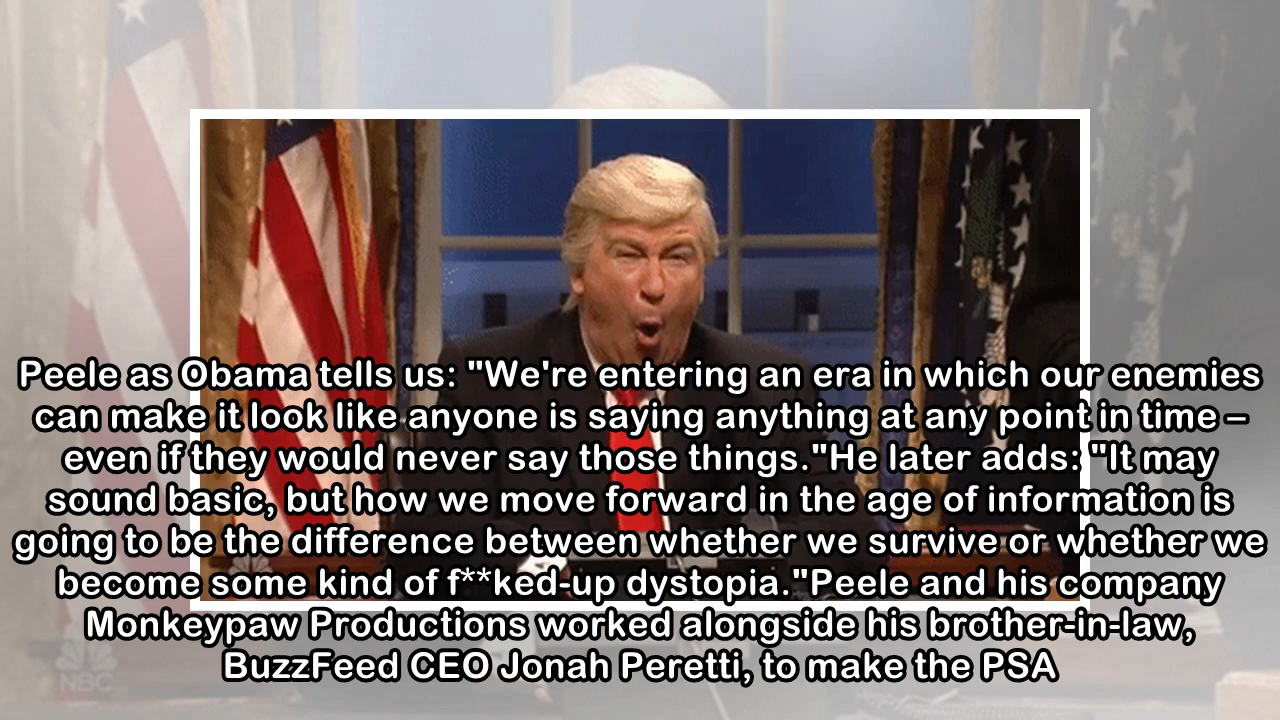 Peele as Obama tells us: "We're entering an era in which our enemies
can make it look like anyone is saying anything at any point in time –
even if they would never say those things."He later adds: "It may
sound basic, but how we move forward in the age of information is
going to be the difference between whether we survive or whether we
become some kind of f**ked-up dystopia."Peele and his company
Monkeypaw Productions worked alongside his brother-in-law,
BuzzFeed CEO Jonah Peretti, to make the PSA
NBC